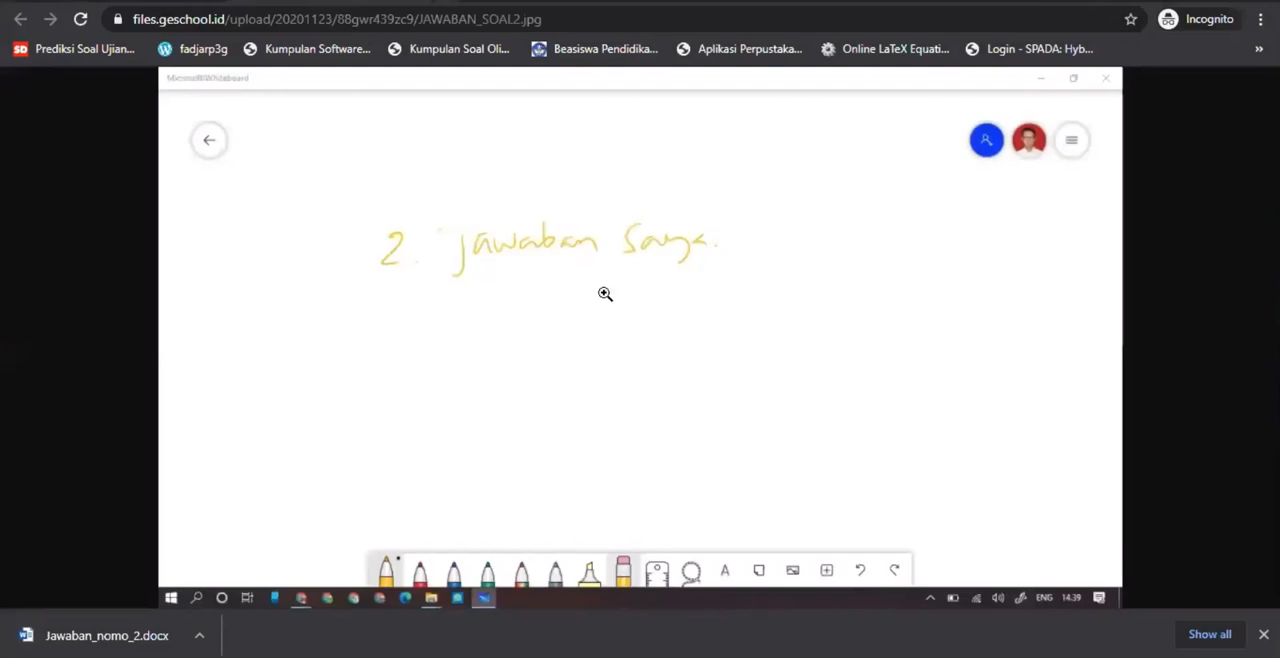 files.geschool.id/upload/20201123/88gwr439zc9/JAWABAN_SOAL2.jpg
Incognito
Prediksi Soal Ujian... fadjarp3g Kumpulan Software... Kumpulan Soal Oli... Beasiswa Pendidika... Aplikasi Perpustaka... Online LaTeX Equati... Login - SPADA: Hyb... »
Microsoft Whiteboard
2. Jawaban saya.
ENG 14.39
Jawaban_nomo_2.docx
Show all